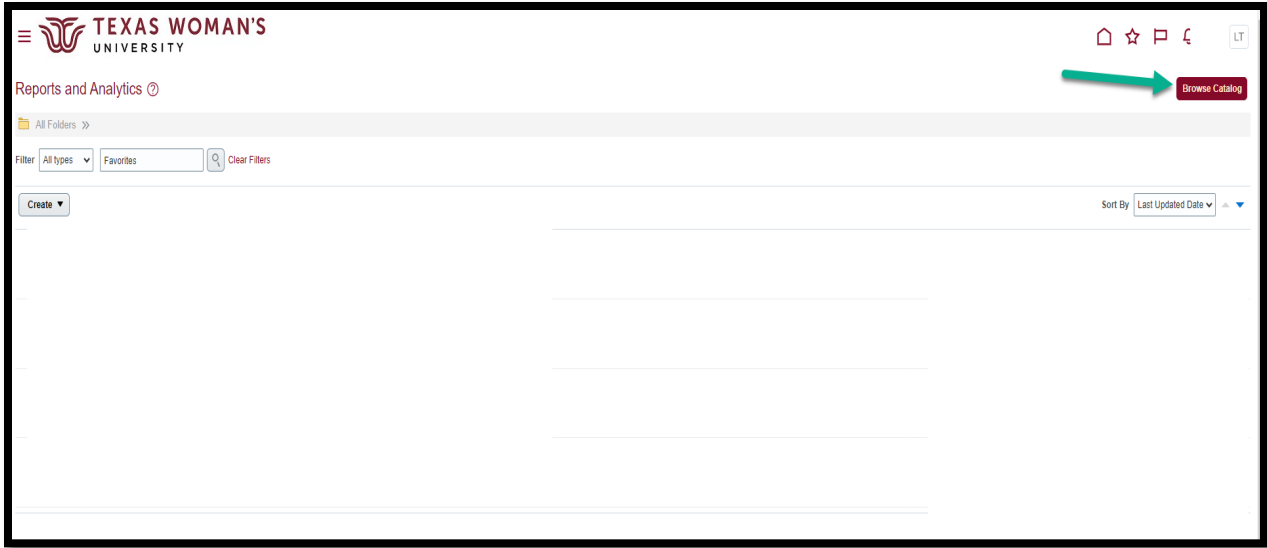 TEXAS WOMAN'S
UNIVERSITY
LT
Reports and Analytics
Browse Catalog
All Folders »
Filter All types Favorites Clear Filters
Create Sort By Last Updated Date